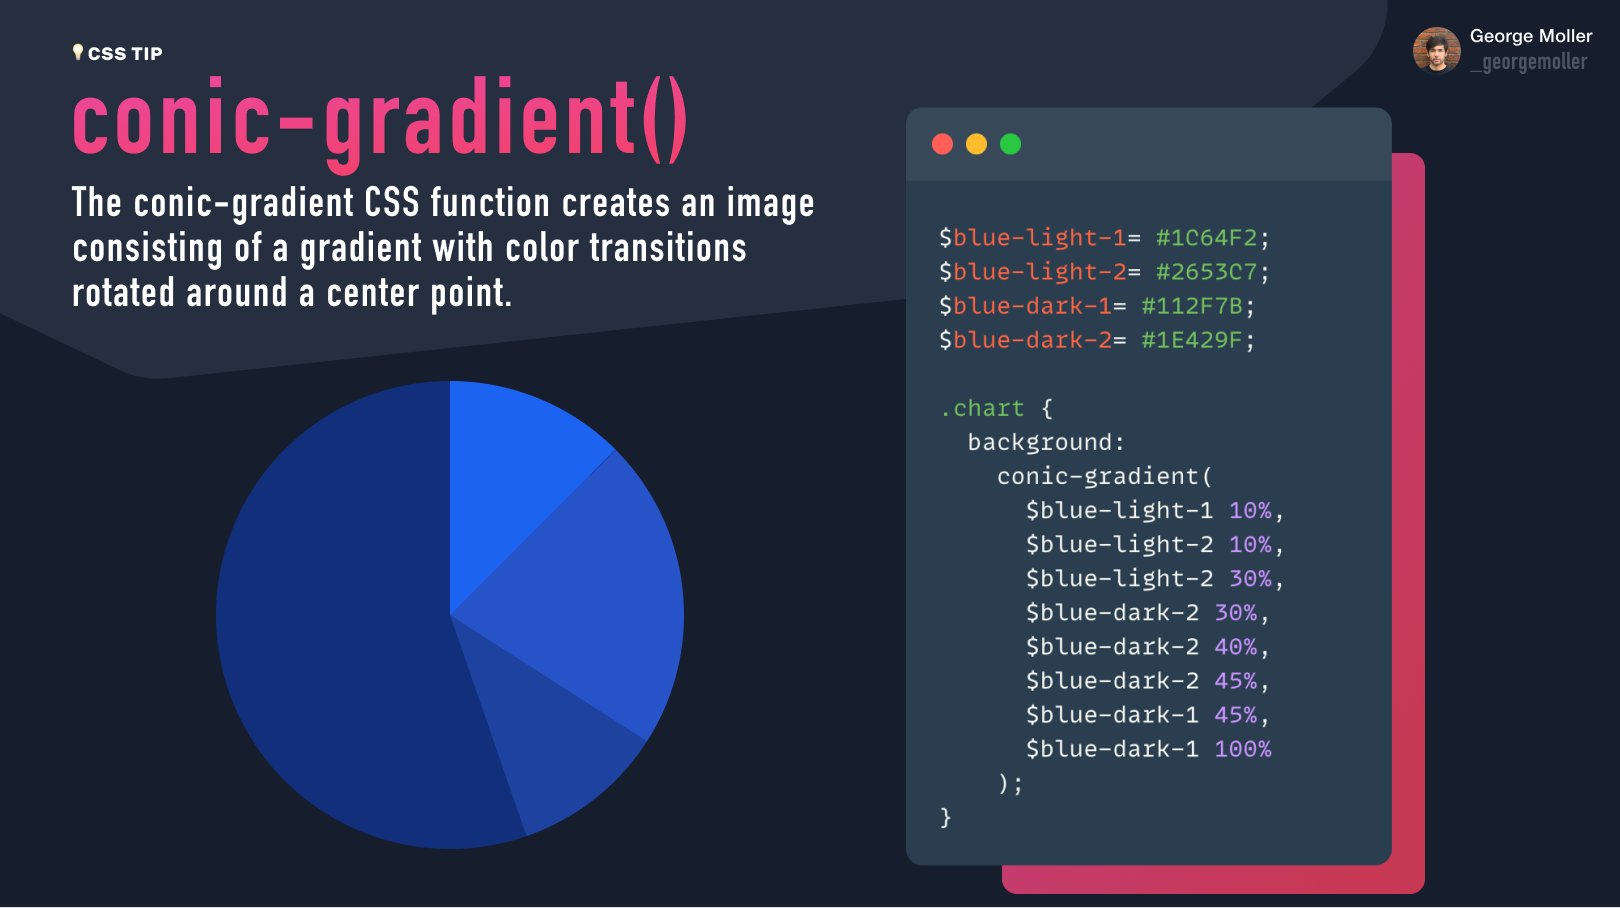 CSS TIP
conic-gradient()
The conic-gradient CSS function creates an image
consisting of a gradient with color transitions
rotated around a center point.
George Moller
_georgemoller
$blue-light-1= #1C64F2;
$blue-light-2= #2653C7;
$blue-dark-1= #112F7B;
$blue-dark-2= #1E429F;
.chart {
background:
conic-gradient(
$blue-light-1 10%,
$blue-light-2 10%,
$blue-light-2 30%,
$blue-dark-2 30%,
$blue-dark-2 40%,
$blue-dark-2 45%,
$blue-dark-1 45%,
$blue-dark-1 100%
);
}